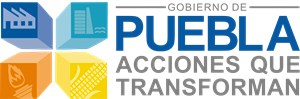 GOBIERNO DE
PUEBLA
ACCIONES QUE
TRANSFORMAN